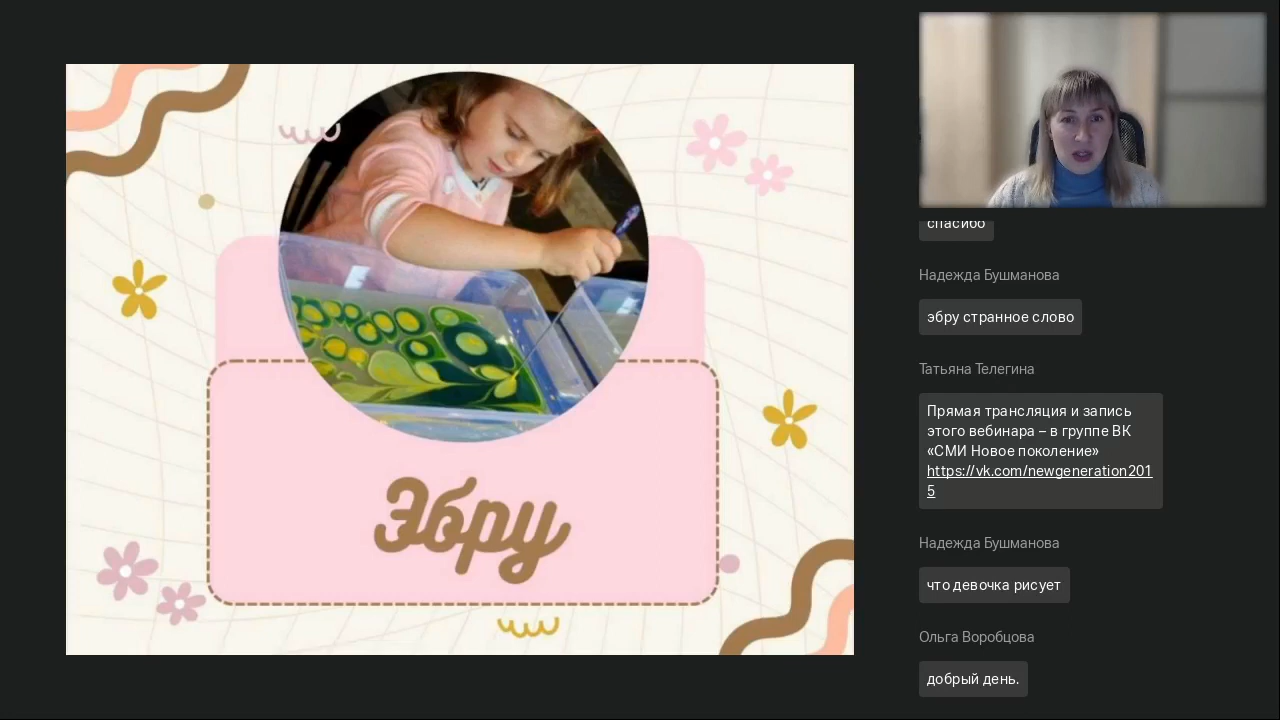 Эбру
спасибо
Надежда Бушманова
эбру странное слово
Татьяна Телегина
Прямая трансляция и запись
этого вебинара – в группе ВК
«СМИ Новое поколение»
https://vk.com/newgeneration201
5
Надежда Бушманова
что девочка рисует
Ольга Воробцова
добрый день.